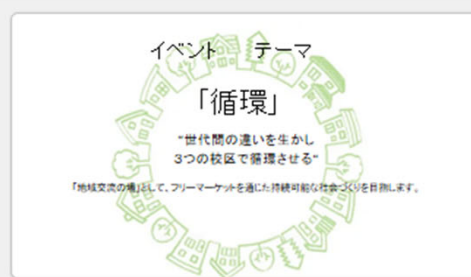 イベント テーマ
「循環」
“世代間の違いを生かし
3つの校区で循環させる“
「地域交流の場」として、フリーマーケットを通じた持続可能な社会づくりを目指します。